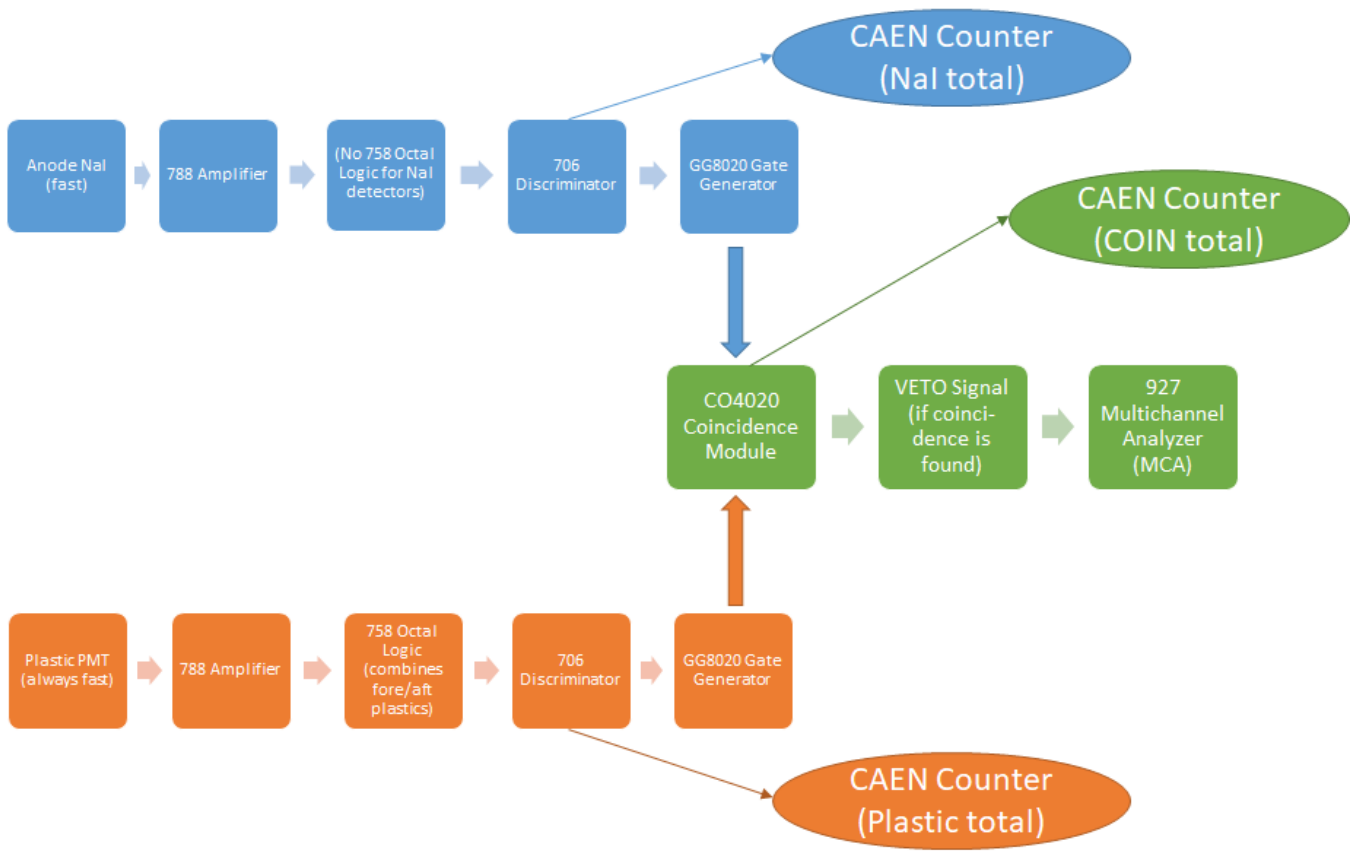 CAEN Counter
(NaI total)
Anode NaI
(fast)
788 Amplifier
(No 758 Octal
Logic for NaI
detectors)
706
Discriminator
GG8020 Gate
Generator
CAEN Counter
(COIN total)
CO4020
Coincidence
Module
VETO Signal
(if coinci-
dence is
found)
927
Multichannel
Analyzer
(MCA)
Plastic PMT
(always fast)
788 Amplifier
758 Octal
Logic
(combines
fore/aft
plastics)
706
Discriminator
GG8020 Gate
Generator
CAEN Counter
(Plastic total)